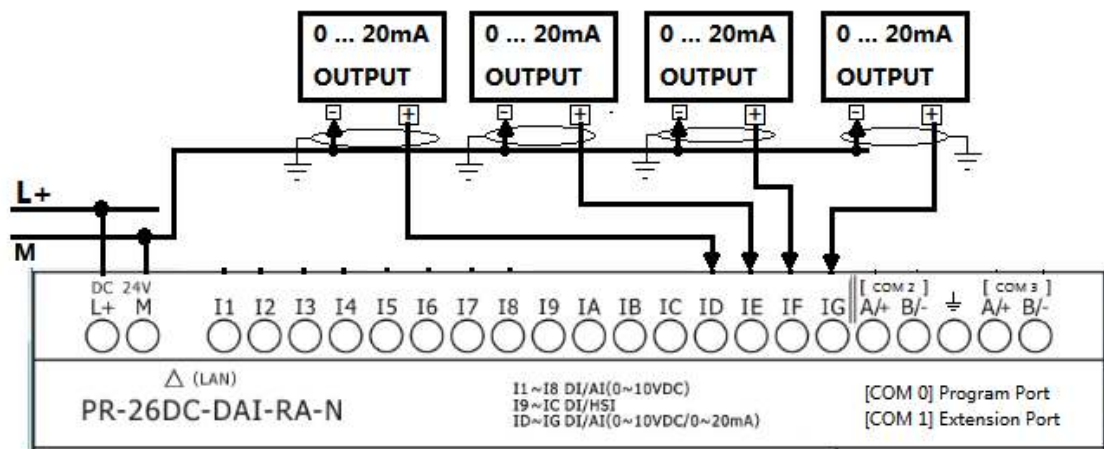 0 ... 20mA 0 ... 20mA 0 ... 20mA 0 ... 20mA
OUTPUT OUTPUT OUTPUT OUTPUT
- + - + - + - +
L+
M
DC 24V [ COM 2 ] [ COM 3 ]
L+ M I1 I2 I3 I4 I5 I6 I7 I8 I9 IA IB IC ID IE IF IG A/+ B/- A/+ B/-
(LAN)
PR-26DC-DAI-RA-N
I1~I8 DI/AI(0~10VDC)
I9~IC DI/HSI
ID~IG DI/AI(0~10VDC/0~20mA)
[COM 0] Program Port
[COM 1] Extension Port